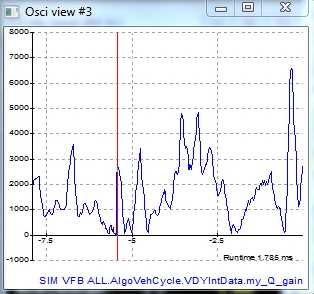 Osci view #3
8000
7000
6000
5000
4000
3000
2000
1000
0
-1000
-7.5 -5 -2.5
Runtime 1.785 ms
SIM VFB ALL.AlgoVehCycle.VDYIntData.my_Q_gain